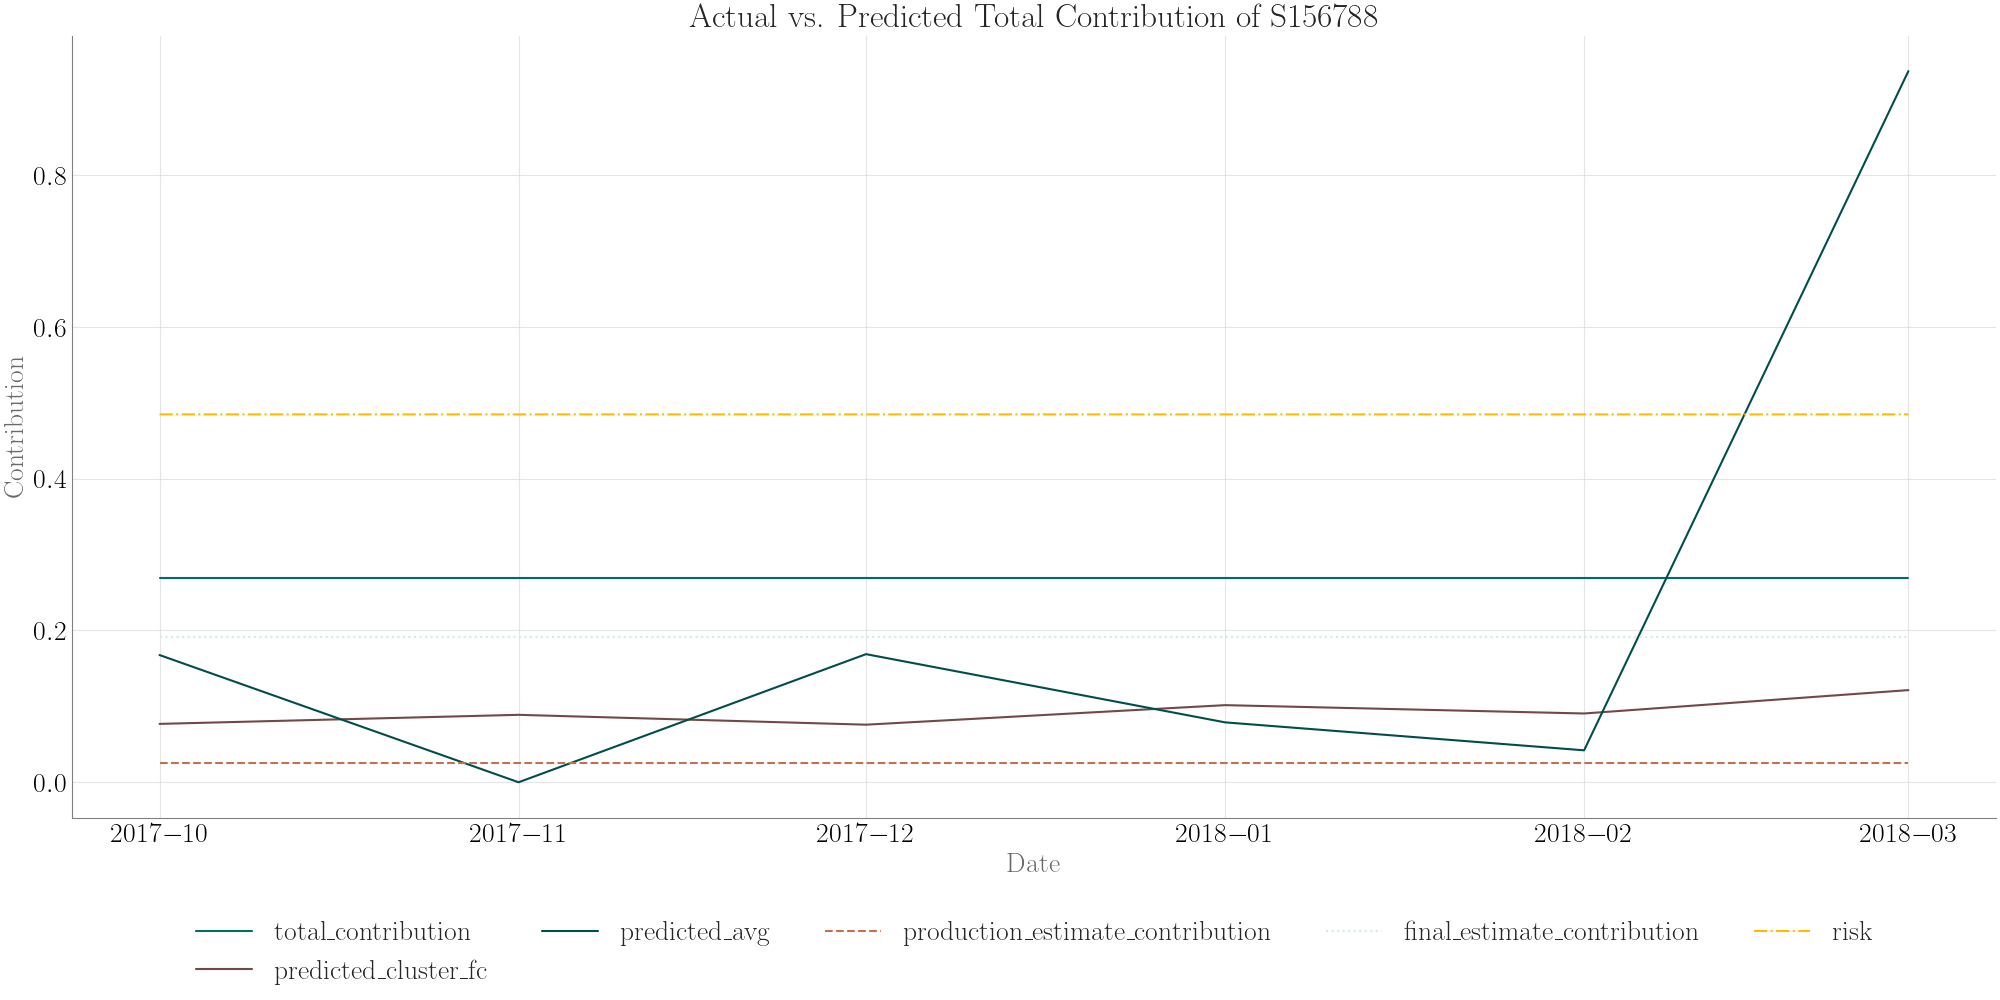 Actual vs. Predicted Total Contribution of S156788
Contribution
0.8
0.6
0.4
0.2
0.0
2017–10 2017–11 2017–12 2018–01 2018–02 2018–03
Date
total_contribution predicted_avg production_estimate_contribution final_estimate_contribution risk
predicted_cluster_fc